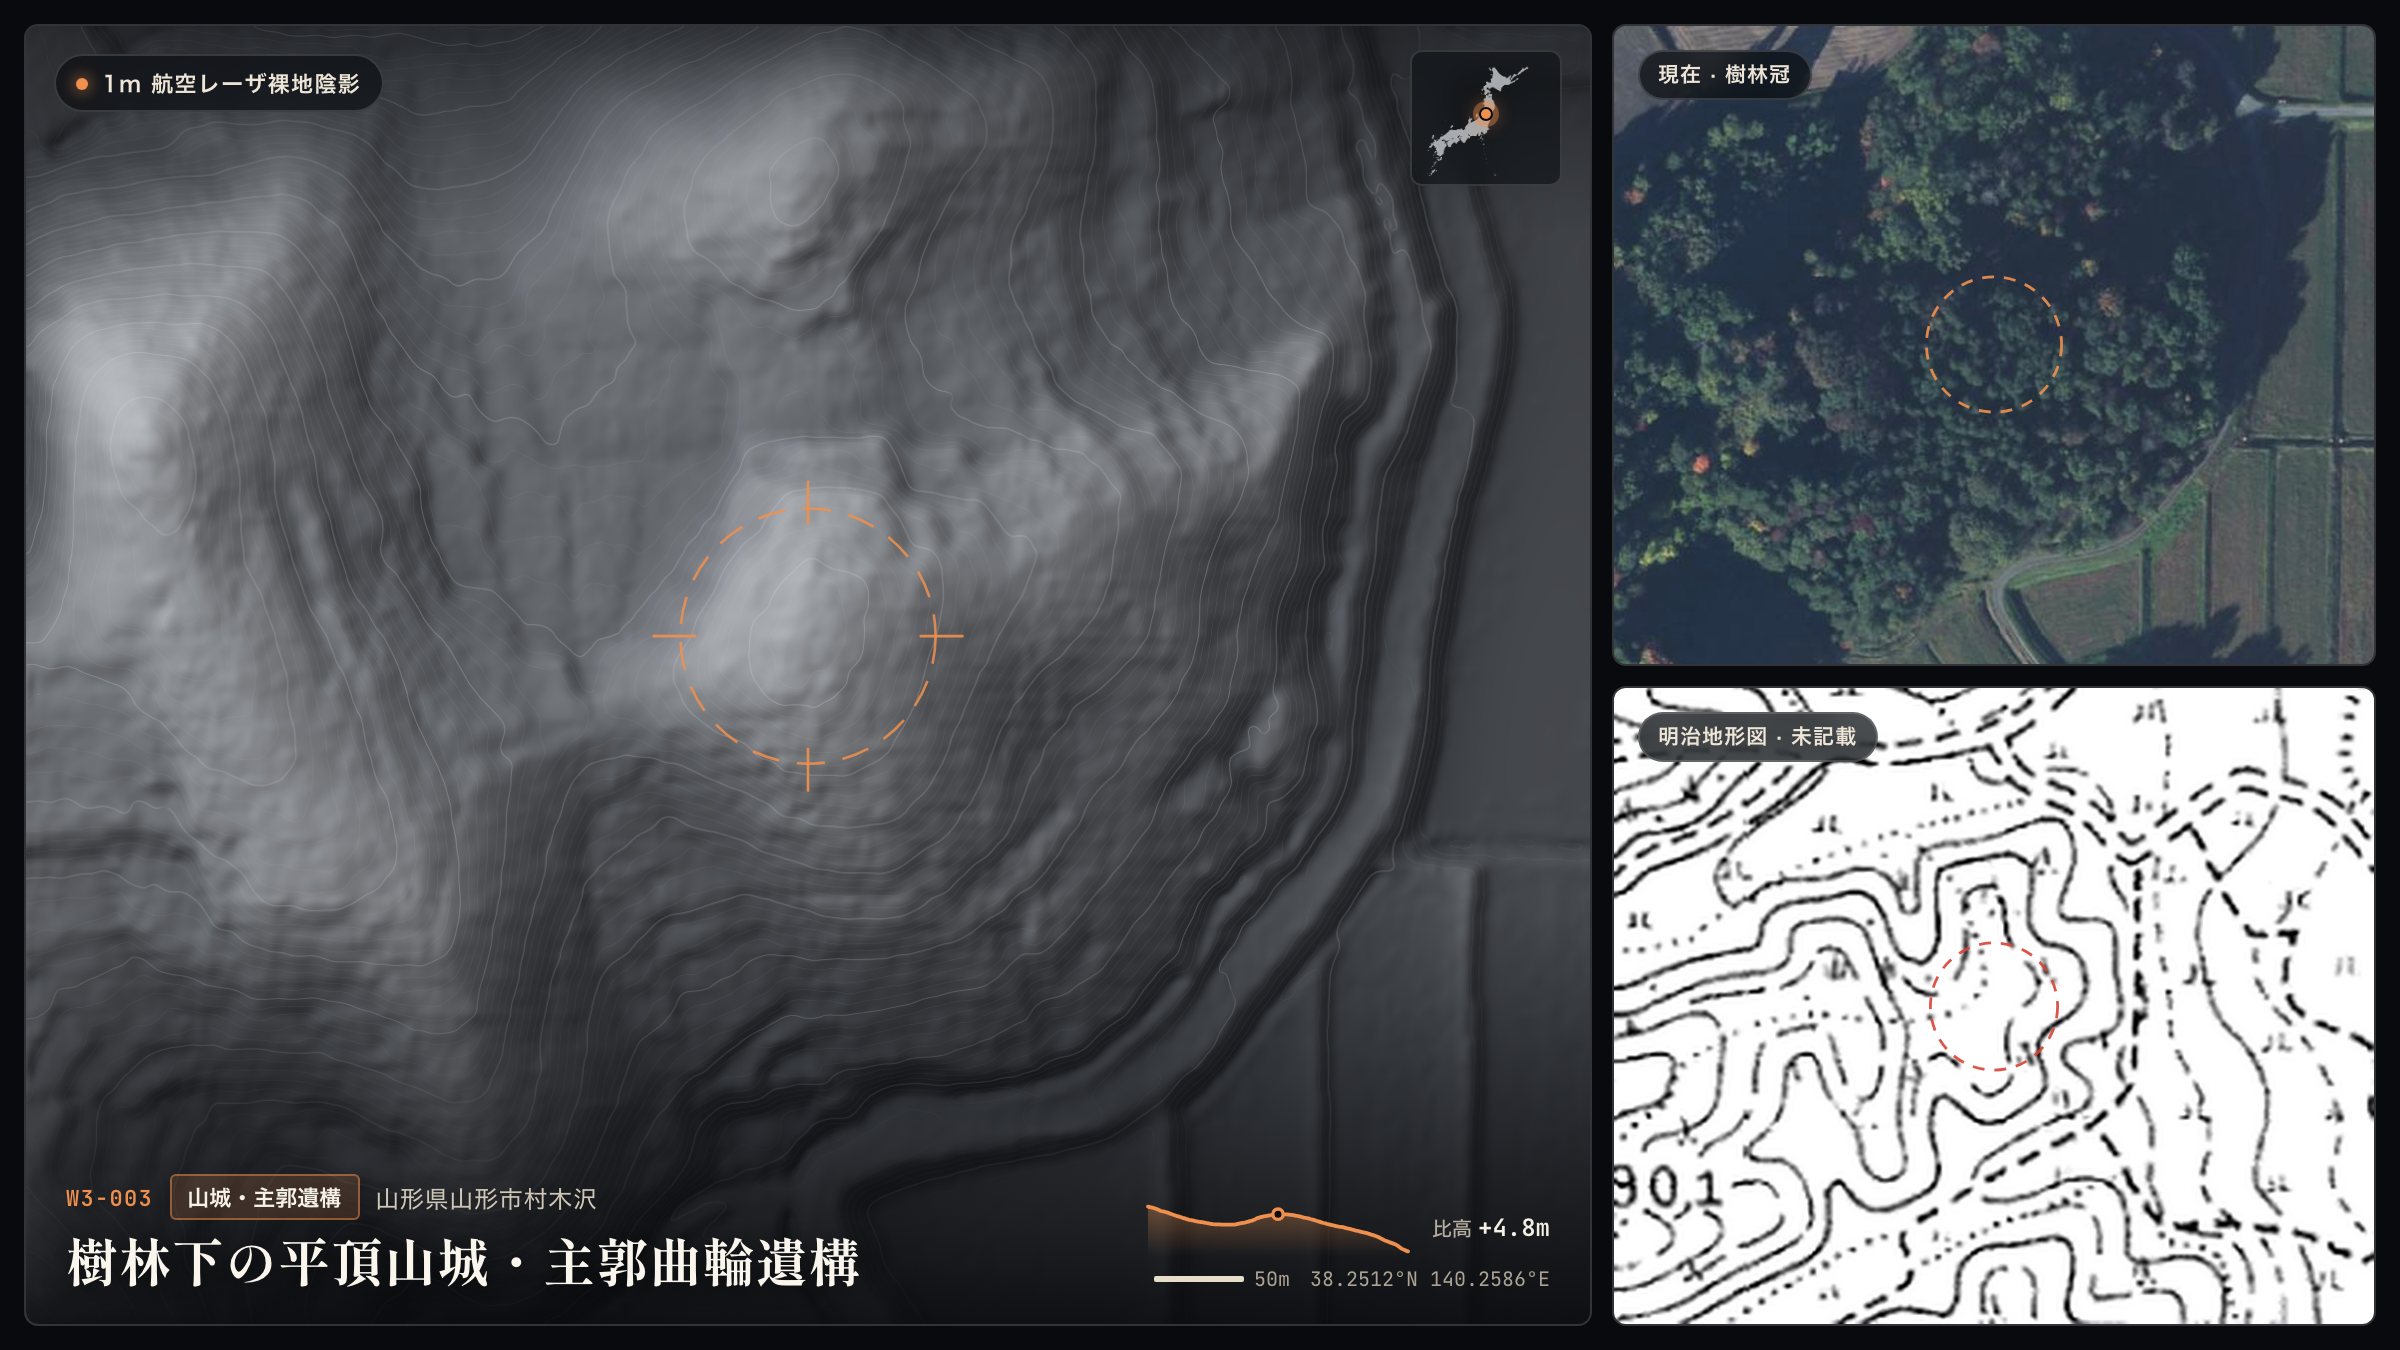 1m 航空レーザ裸地陰影
現在 · 樹林冠
明治地形図 · 未記載
901
W3-003 山城・主郭遺構 山形県山形市村木沢
樹林下の平頂山城・主郭曲輪遺構
比高 +4.8m
50m 38.2512°N 140.2586°E